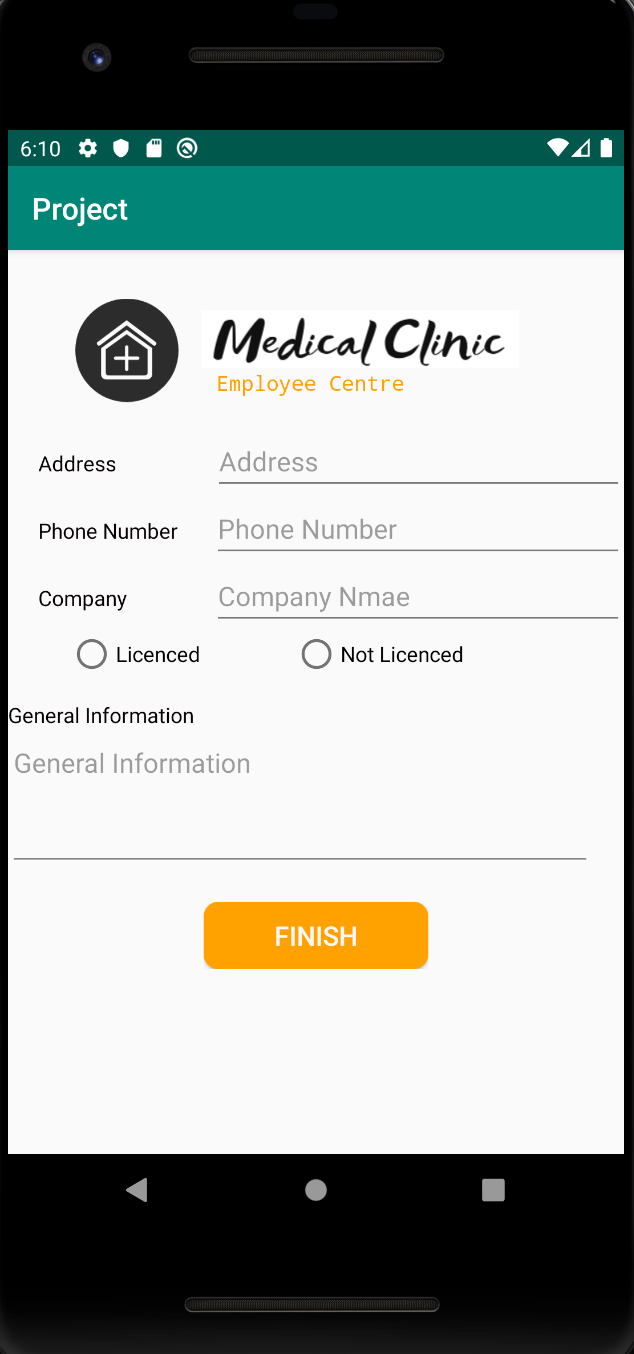 6:10
Project
Medical Clinic
Employee Centre
Address Address
Phone Number Phone Number
Company Company Nmae
Licenced Not Licenced
General Information
General Information
FINISH